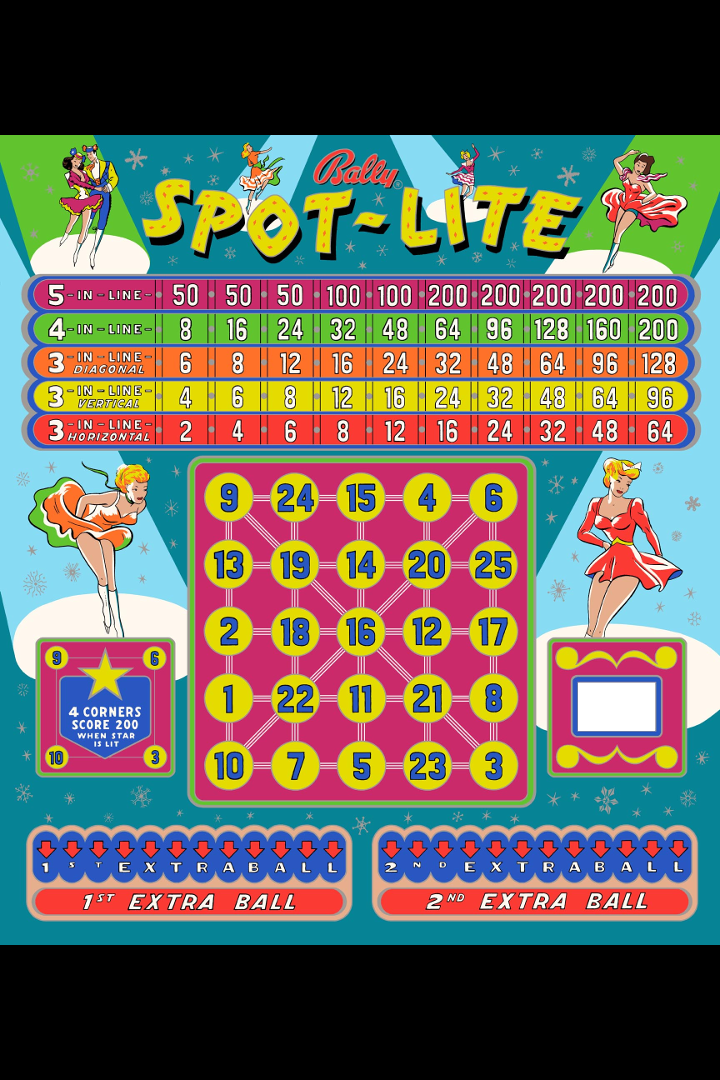 Bally®
SPOT-LITE
5-IN-LINE- 50 50 50 100 100 200 200 200 200 200
4-IN-LINE- 8 16 24 32 48 64 96 128 160 200
3-IN-LINE- DIAGONAL 6 8 12 16 24 32 48 64 96 128
3-IN-LINE- VERTICAL 4 6 8 12 16 24 32 48 64 96
3-IN-LINE- HORIZONTAL 2 4 6 8 12 16 24 32 48 64
9 24 15 4 6
13 19 14 20 25
2 18 16 12 17
1 22 11 21 8
10 7 5 23 3
9 6
4 CORNERS
SCORE 200
WHEN STAR
IS LIT
10 3
1ST EXTRA BALL
1ST EXTRA BALL
2ND EXTRA BALL
2ND EXTRA BALL